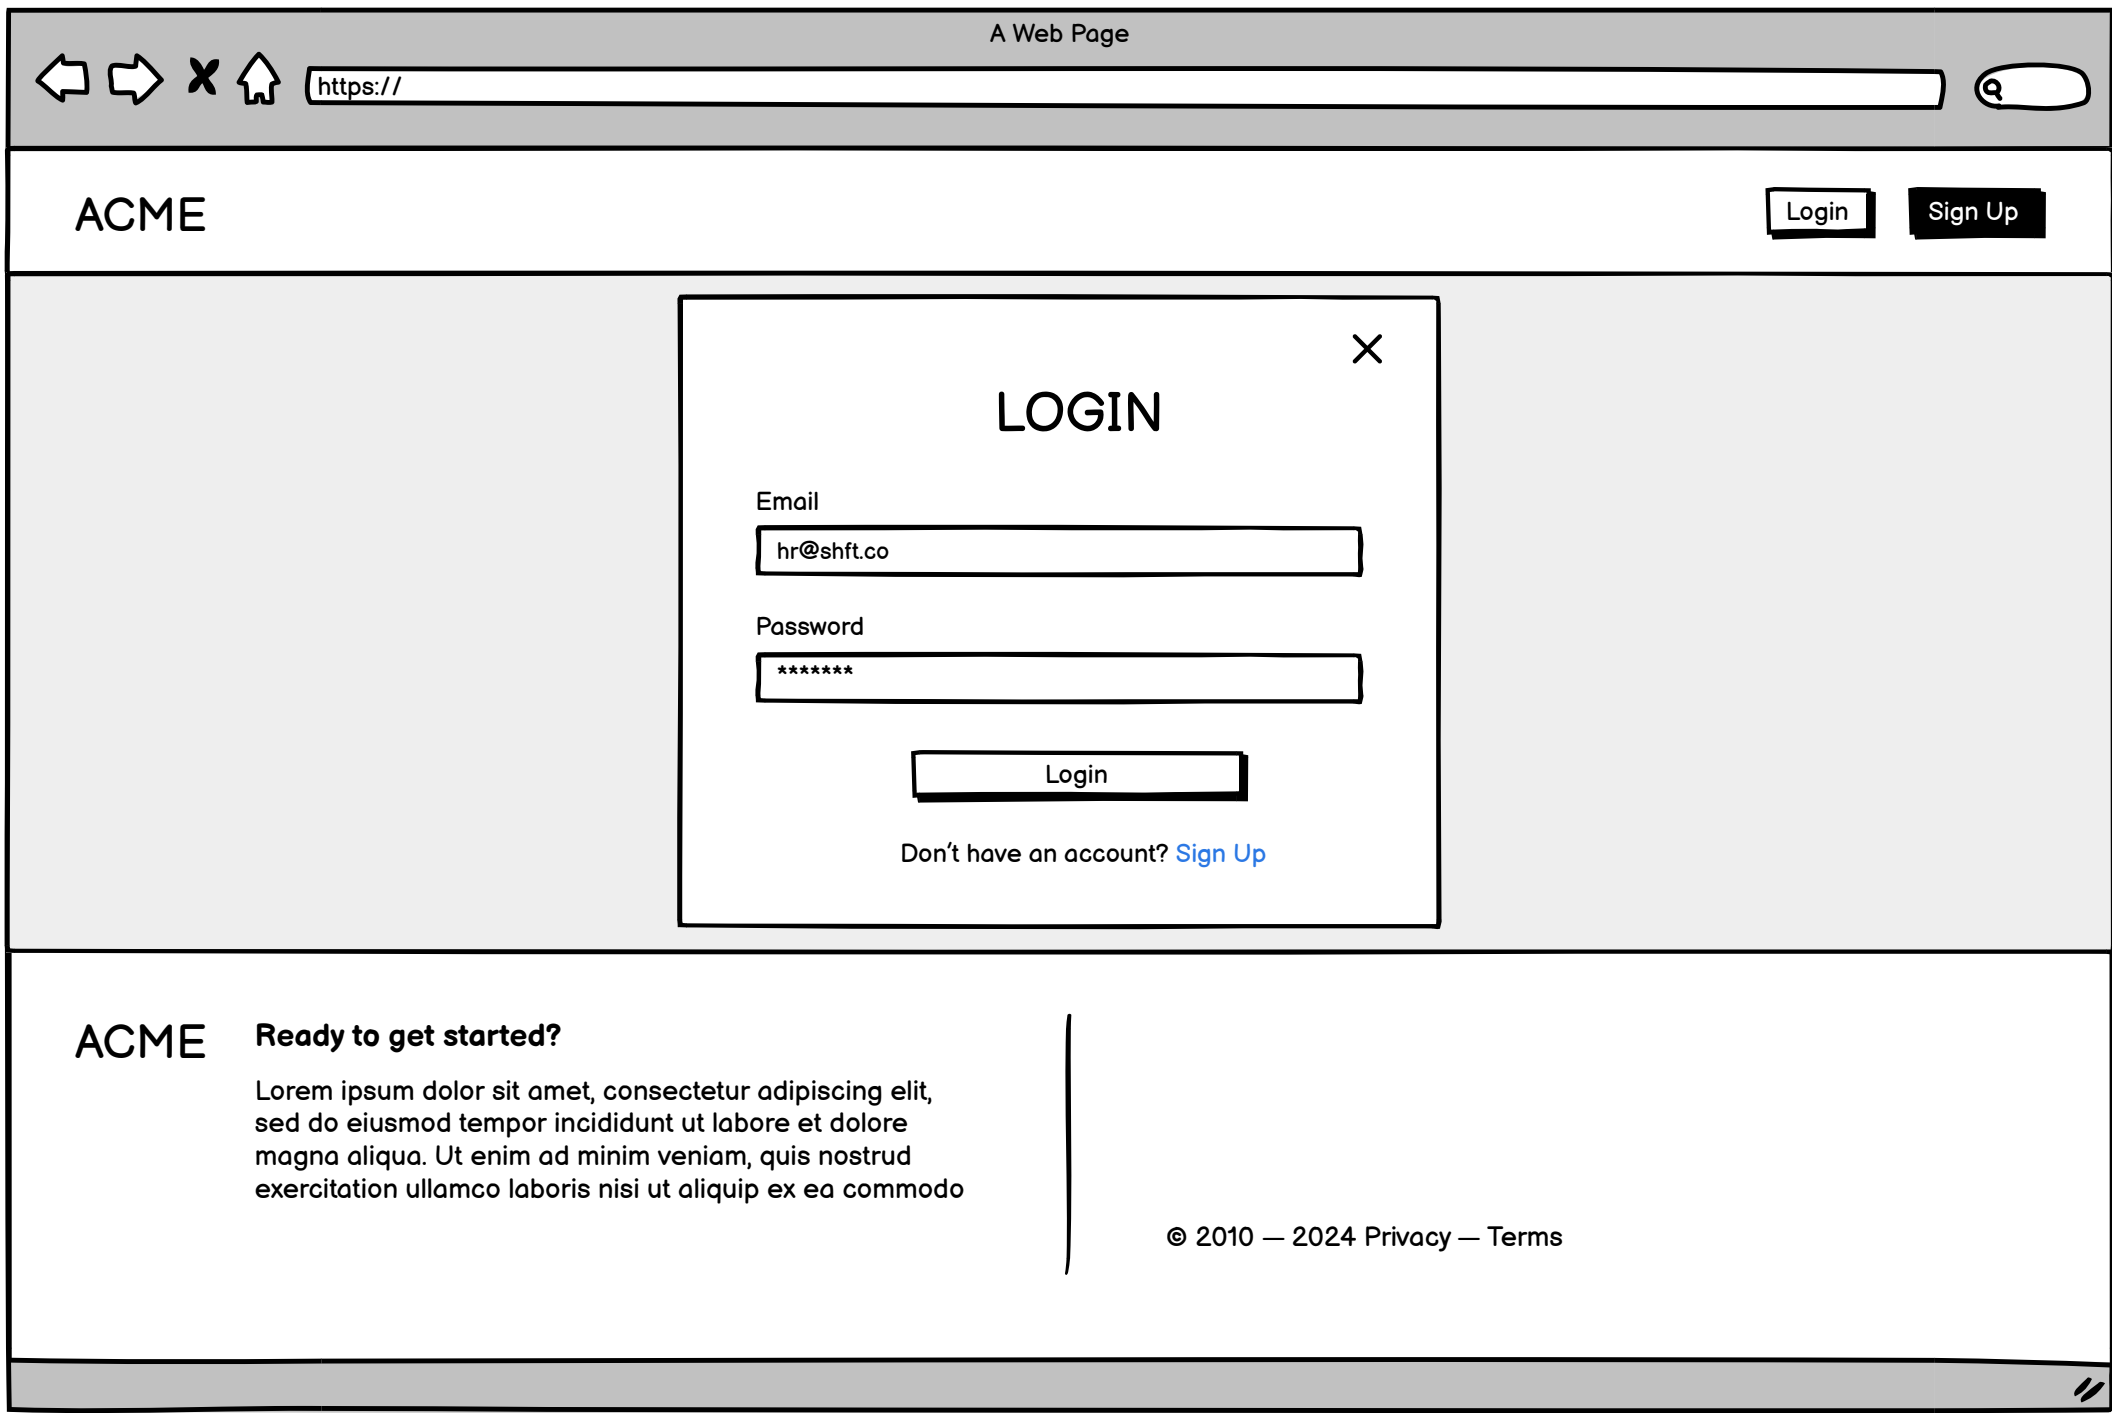 A Web Page
https://
ACME
Login
Sign Up
LOGIN
Email
hr@shft.co
Password
*******
Login
Don't have an account? Sign Up
ACME
Ready to get started?
Lorem ipsum dolor sit amet, consectetur adipiscing elit,
sed do eiusmod tempor incididunt ut labore et dolore
magna aliqua. Ut enim ad minim veniam, quis nostrud
exercitation ullamco laboris nisi ut aliquip ex ea commodo
© 2010 — 2024 Privacy — Terms